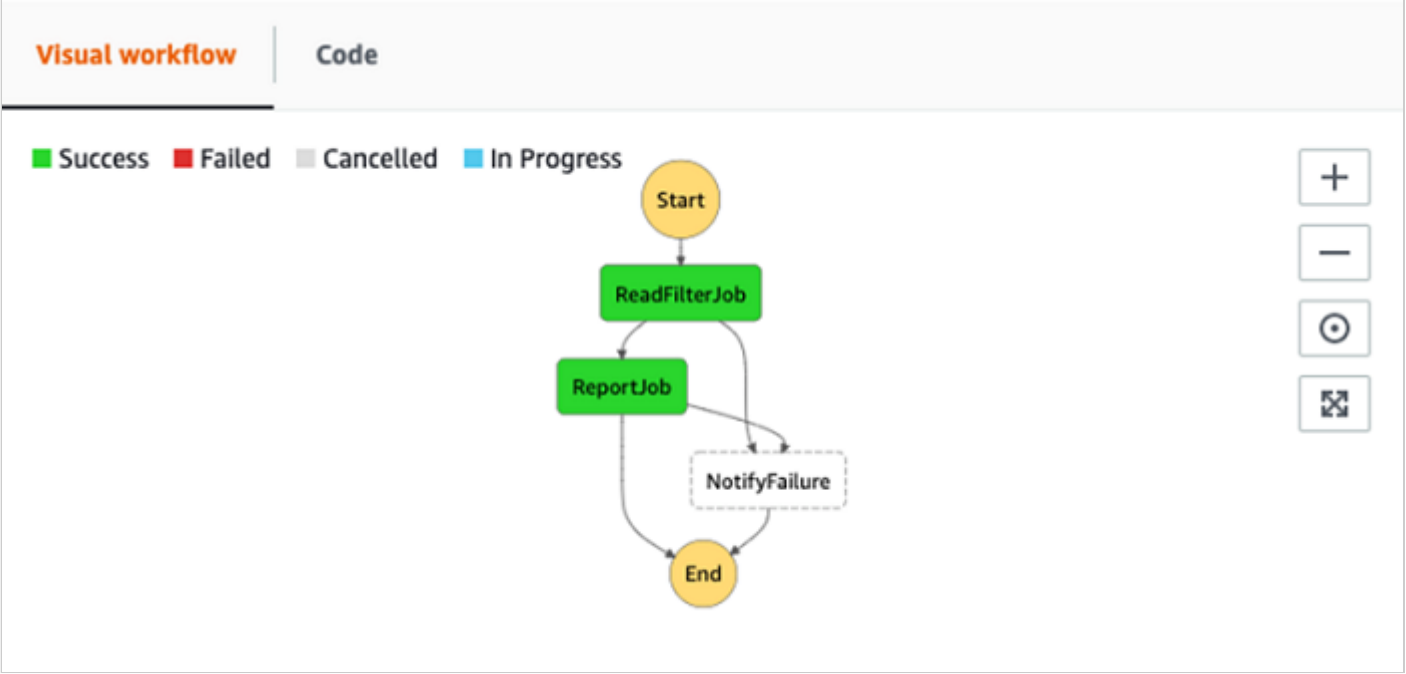 Visual workflow
Code
Success Failed Cancelled In Progress
Start
ReadFilterJob
ReportJob
NotifyFailure
End